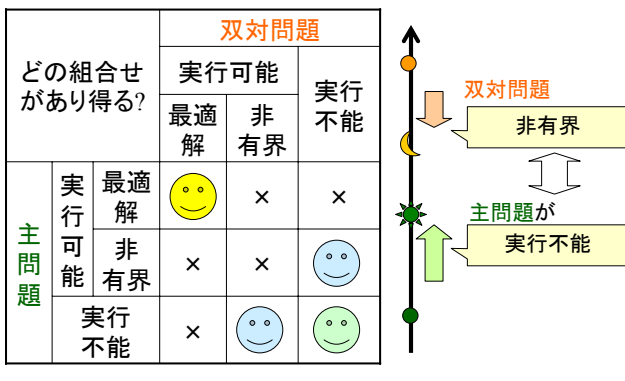 どの組合せ
があり得る?
双対問題
実行可能
実行
不能
最適
解
非
有界
主
問
題
実
行
可
能
最適
解
×
×
非
有界
×
×
実行
不能
×
双対問題
非有界
主問題が
実行不能